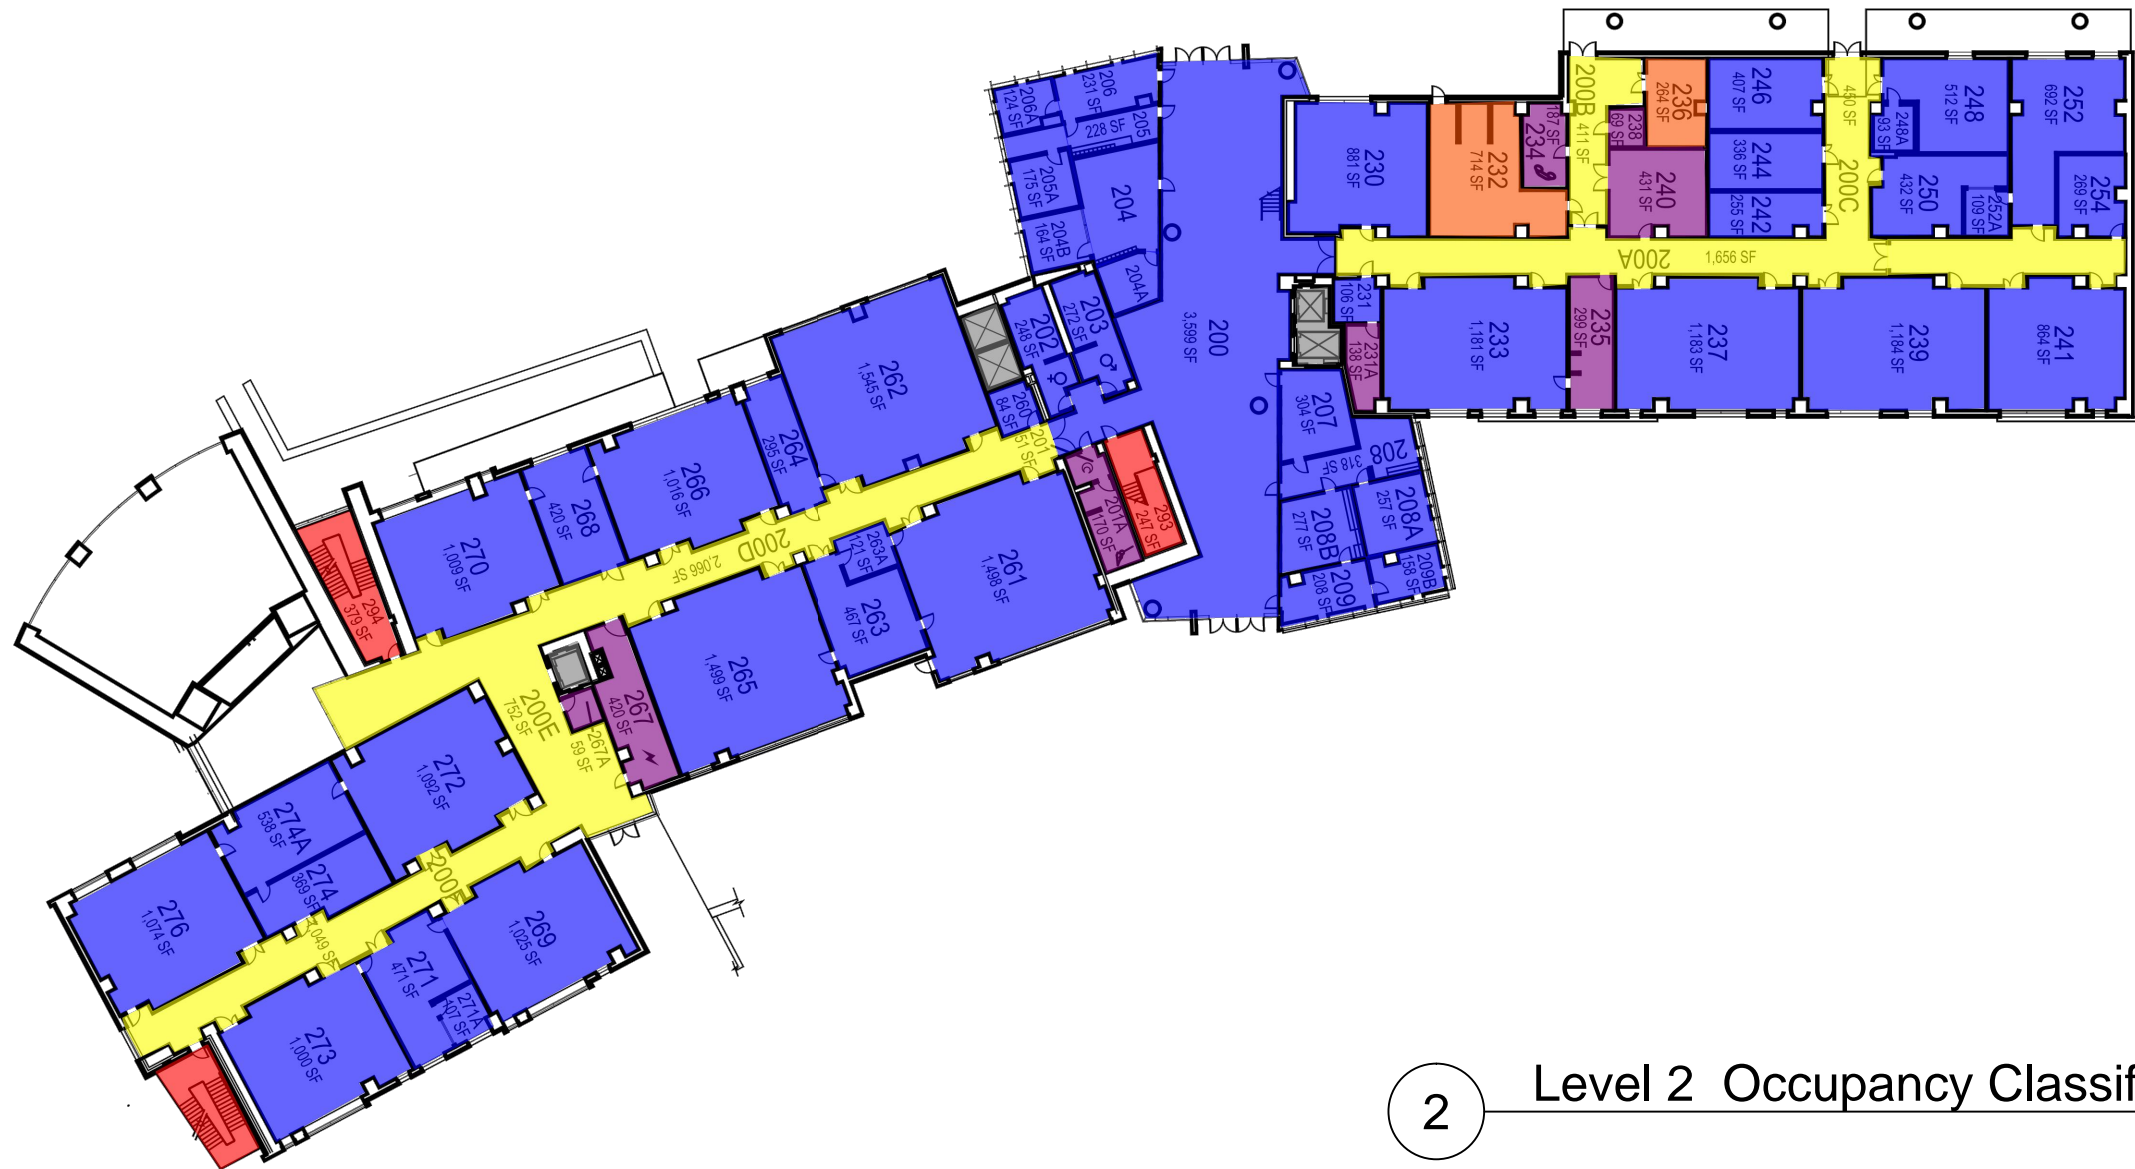 206A
124 SF
206
231 SF
205
228 SF
205A
175 SF
204
204B
164 SF
204A
203
272 SF
202
248 SF
200
3,599 SF
230
881 SF
232
714 SF
234
187 SF
200B
411 SF
238
69 SF
236
264 SF
240
431 SF
246
407 SF
244
336 SF
242
255 SF
450 SF
200C
248
512 SF
248A
93 SF
250
432 SF
252A
109 SF
252
692 SF
254
269 SF
200A
1,656 SF
231
106 SF
231A
138 SF
233
1,181 SF
235
299 SF
237
1,183 SF
239
1,184 SF
241
864 SF
207
304 SF
208
318 SF
208A
257 SF
208B
277 SF
209
208 SF
209B
158 SF
262
1,545 SF
260
84 SF
201
51 SF
201A
170 SF
293
247 SF
264
295 SF
266
1,016 SF
268
420 SF
270
1,009 SF
294
379 SF
200D
2,066 SF
261
1,498 SF
263A
121 SF
263
467 SF
265
1,499 SF
267
420 SF
267A
59 SF
200E
752 SF
272
1,092 SF
274A
538 SF
274
369 SF
276
1,074 SF
200F
1,049 SF
269
1,025 SF
271
471 SF
271A
107 SF
273
1,000 SF
2
Level 2 Occupancy Classif